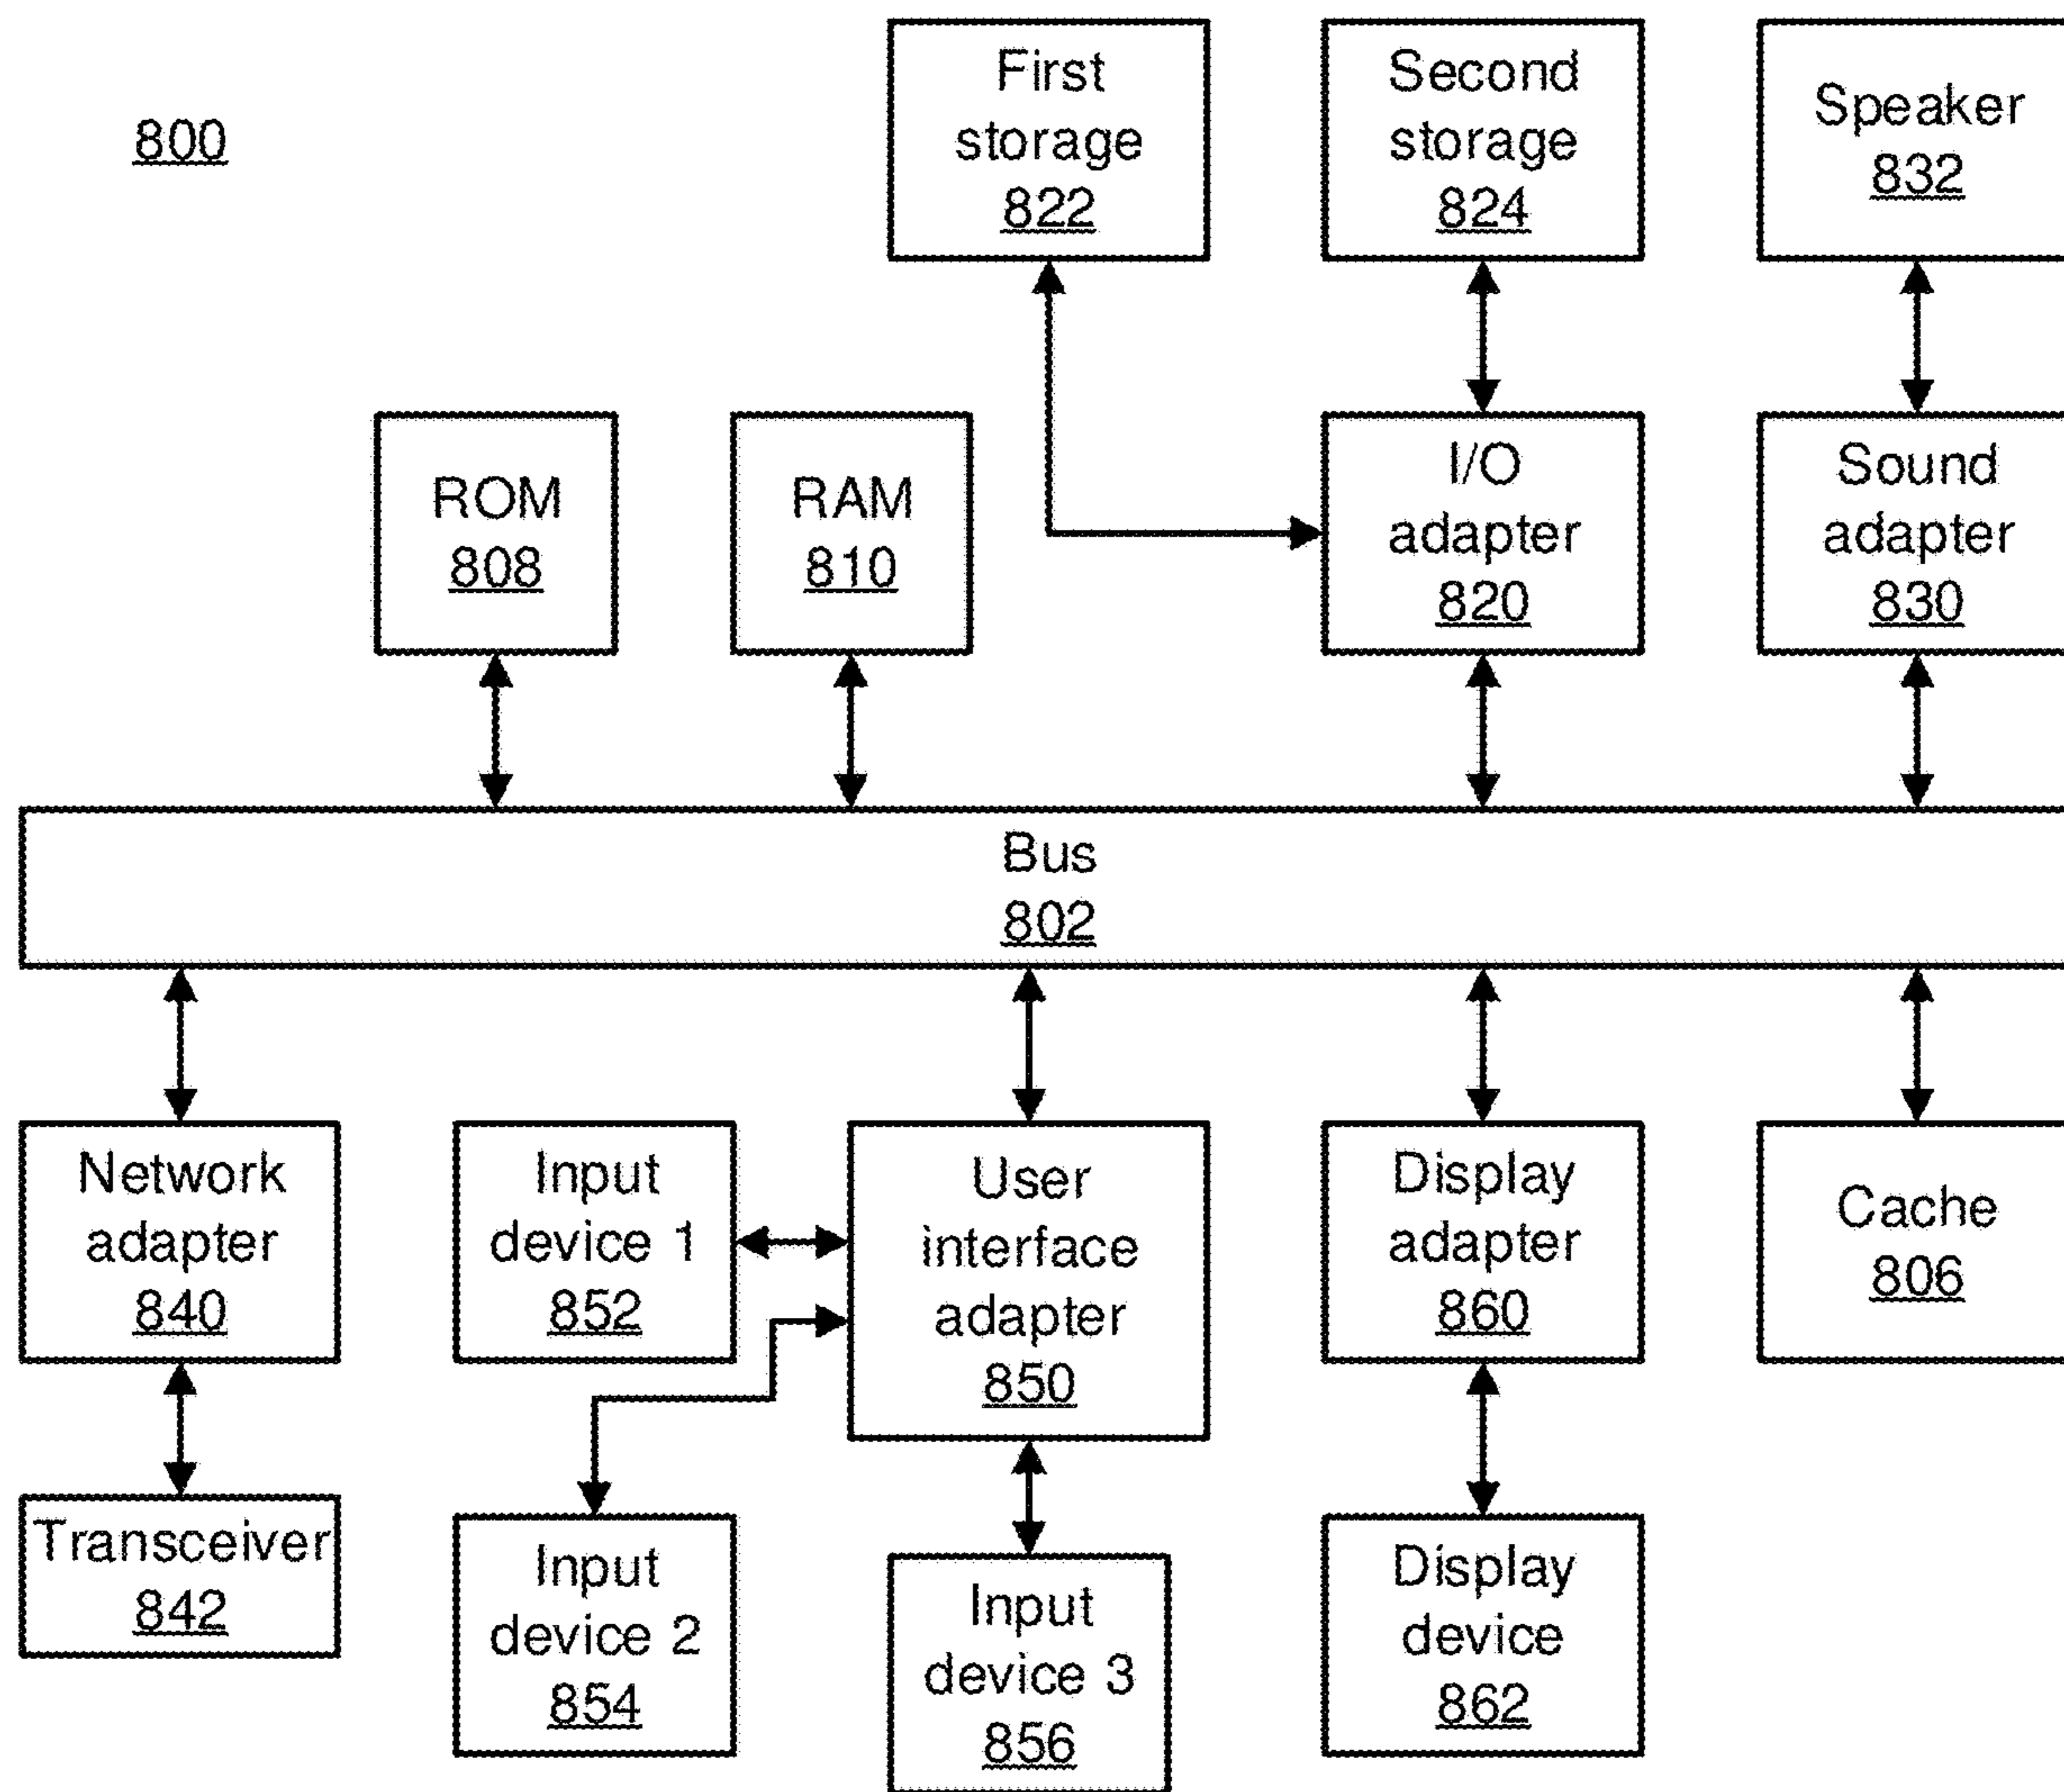 800
First
storage
822
Second
storage
824
Speaker
832
ROM
808
RAM
810
I/O
adapter
820
Sound
adapter
830
Bus
802
Network
adapter
840
Input
device 1
852
User
interface
adapter
850
Display
adapter
860
Cache
806
Transceiver
842
Input
device 2
854
Input
device 3
856
Display
device
862